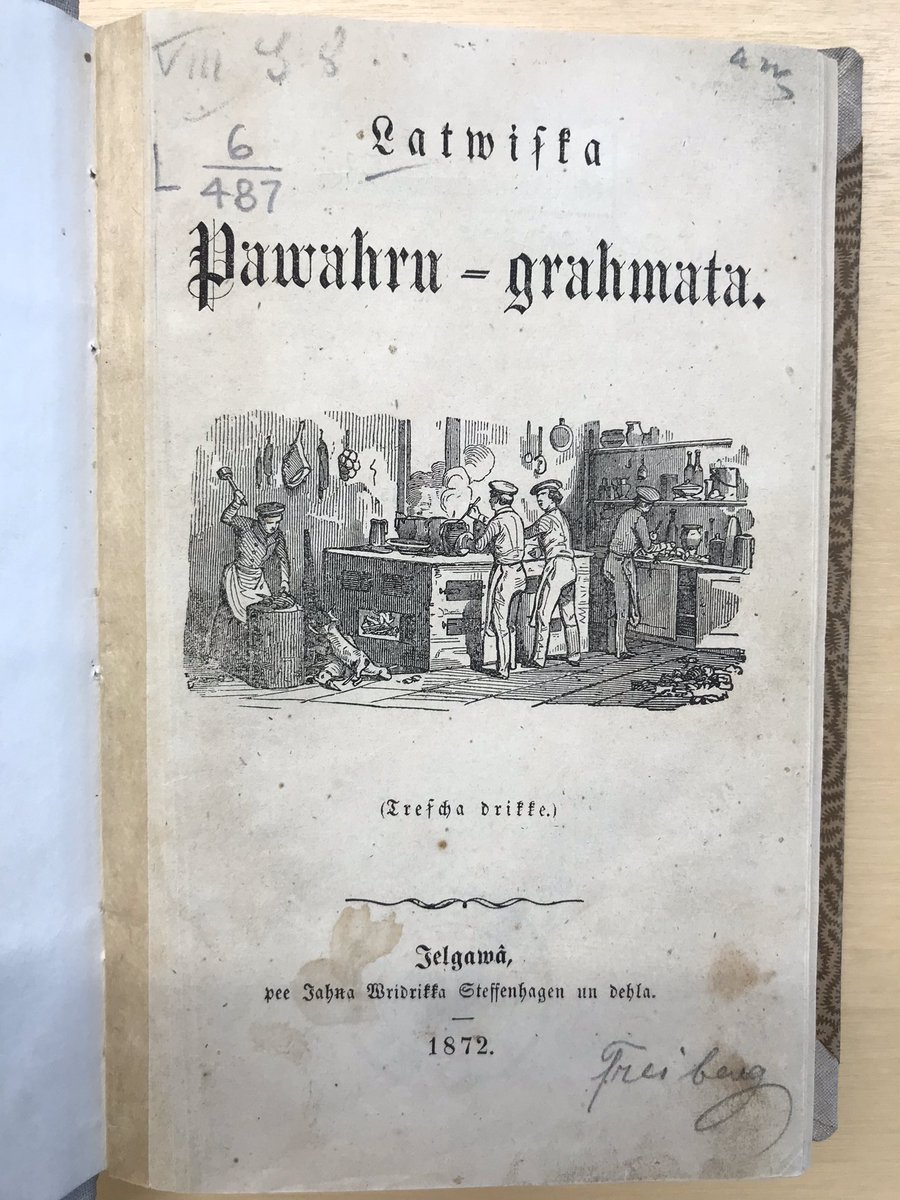 VIII
L 6
487
Latwiſka
Pawahru-grahmata.
(Treſcha drikke.)
Jelgawâ,
pee Jahna Wridrikka Steffenhagen un dehla.
1872.
Freiberg